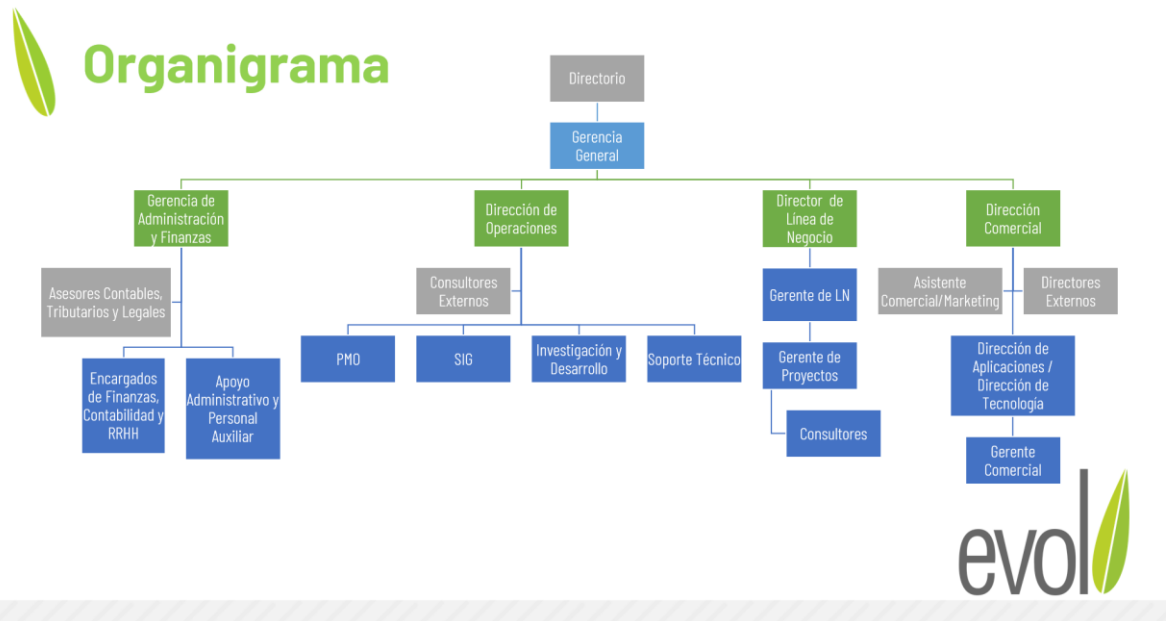 Organigrama
Directorio
Gerencia
General
Gerencia de
Administración
y Finanzas
Dirección de
Operaciones
Director de
Línea de
Negocio
Dirección
Comercial
Asesores Contables,
Tributarios y Legales
Consultores
Externos
Gerente de LN
Asistente
Comercial/Marketing
Directores
Externos
Encargados
de Finanzas,
Contabilidad y
RRHH
Apoyo
Administrativo y
Personal
Auxiliar
PMO
SIG
Investigación y
Desarrollo
Soporte Técnico
Gerente de
Proyectos
Consultores
Dirección de
Aplicaciones /
Dirección de
Tecnología
Gerente
Comercial
evol